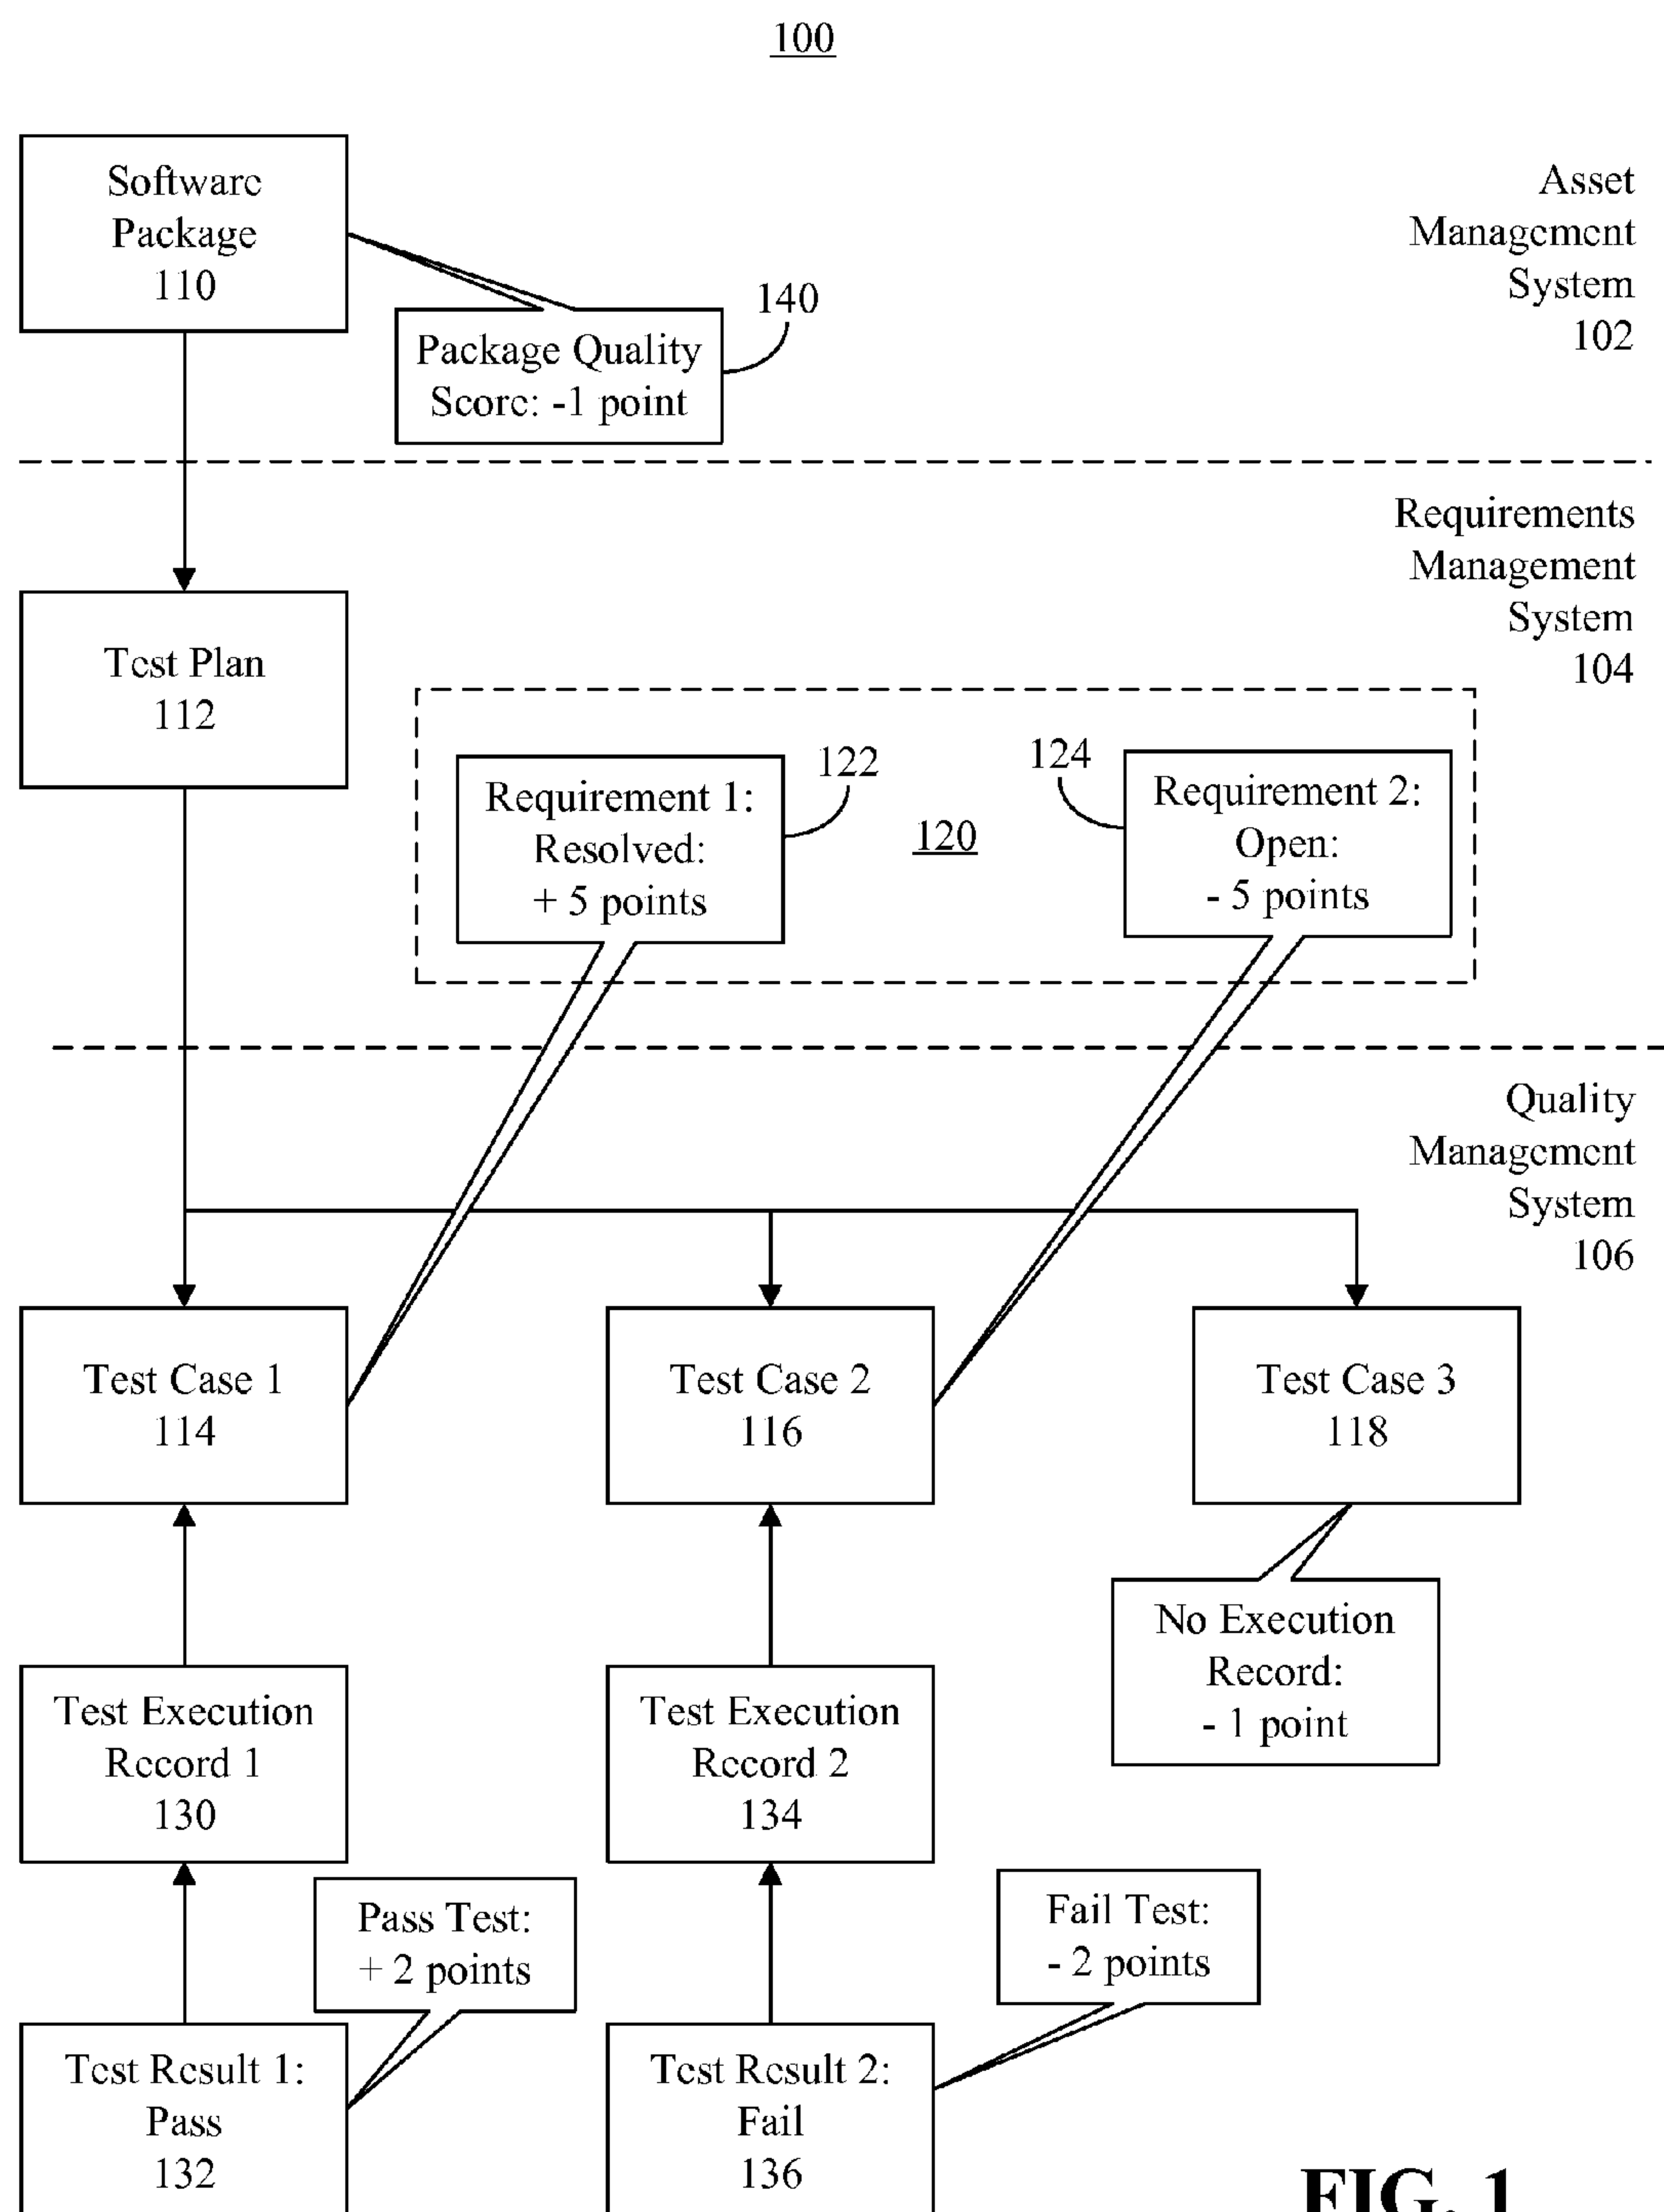 100
Software
Package
110
Asset
Management
System
102
140
Package Quality
Score: -1 point
Requirements
Management
System
104
Test Plan
112
122
124
Requirement 1:
Resolved:
+ 5 points
120
Requirement 2:
Open:
- 5 points
Quality
Management
System
106
Test Case 1
114
Test Case 2
116
Test Case 3
118
No Execution
Record:
- 1 point
Test Execution
Record 1
130
Test Execution
Record 2
134
Pass Test:
+ 2 points
Fail Test:
- 2 points
Test Result 1:
Pass
132
Test Result 2:
Fail
136
FIG. 1